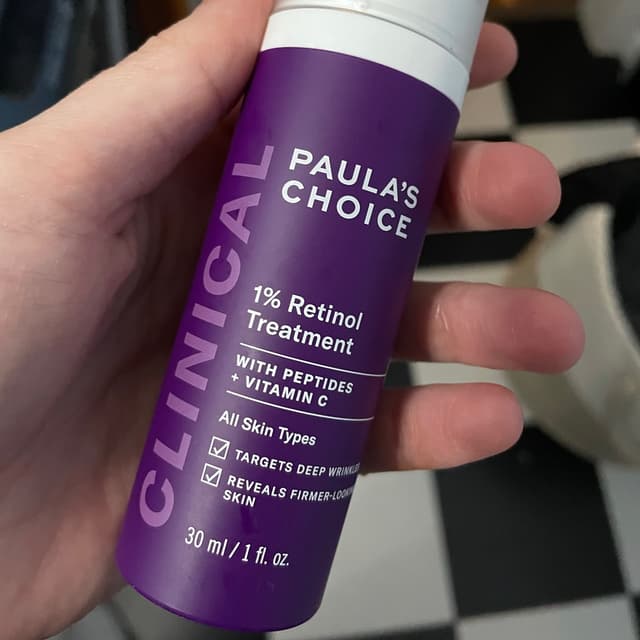 CLINICAL
PAULA'S
CHOICE
1% Retinol
Treatment
WITH PEPTIDES
+ VITAMIN C
All Skin Types
TARGETS DEEP
REVEALS FIRMER-
SKIN
30 ml / 1 fl. oz.